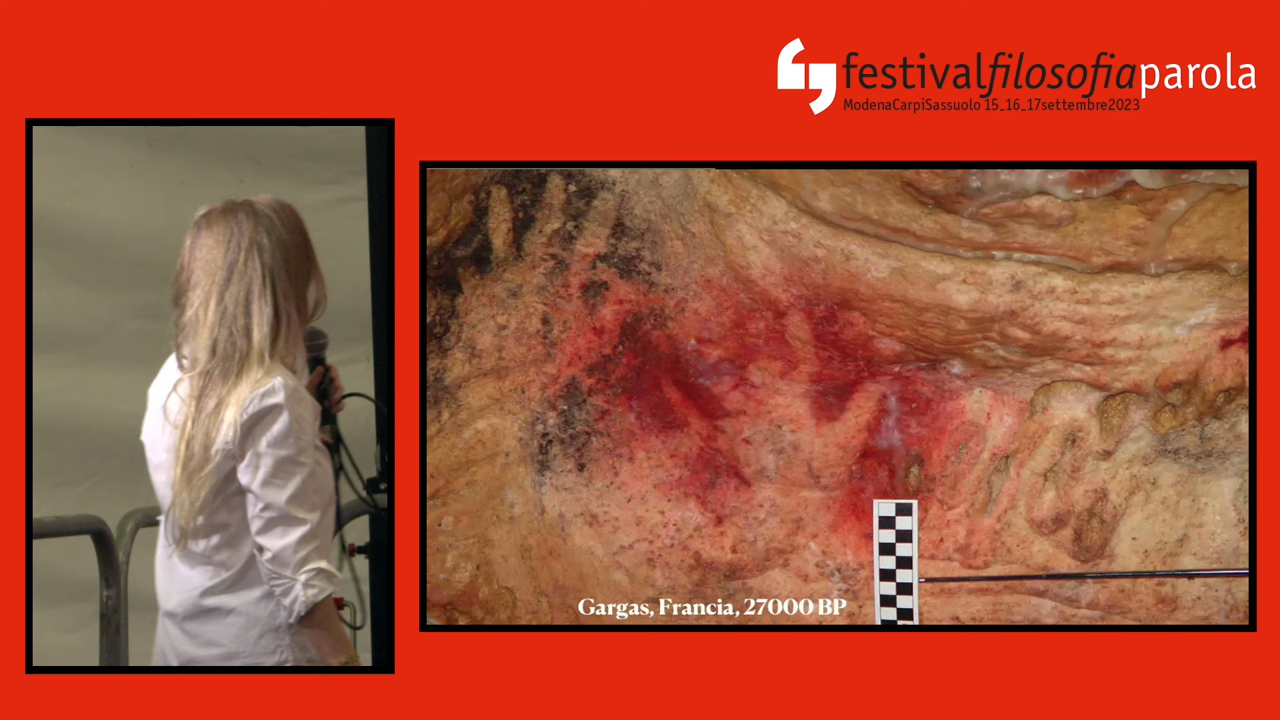 festivalfilosofiaparola
ModenaCarpiSassuolo 15_16_17settembre2023
Gargas, Francia, 27000 BP